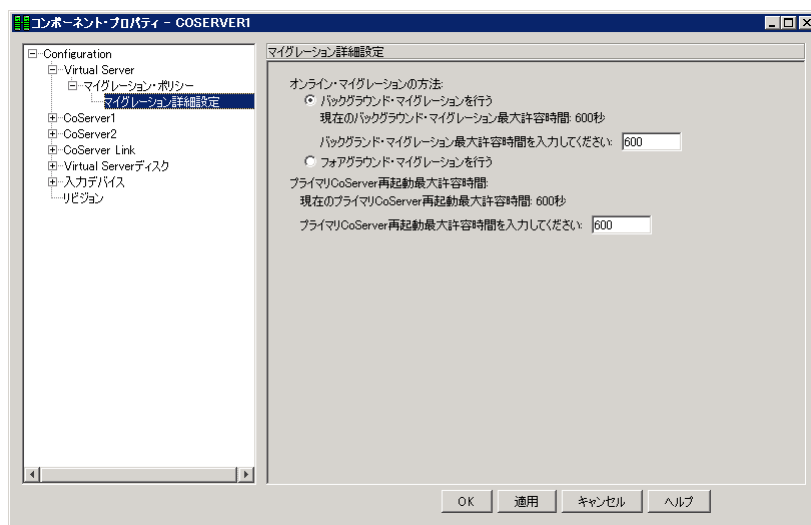 コンポーネント・プロパティ - COSERVER1
Configuration
Virtual Server
マイグレーション・ポリシー
マイグレーション詳細設定
CoServer1
CoServer2
CoServer Link
Virtual Serverディスク
入力デバイス
リビジョン
マイグレーション詳細設定
オンライン・マイグレーションの方法:
バックグラウンド・マイグレーションを行う
現在のバックグラウンド・マイグレーション最大許容時間: 600秒
バックグランド・マイグレーション最大許容時間を入力してください: 600
フォアグラウンド・マイグレーションを行う
プライマリCoServer再起動最大許容時間:
現在のプライマリCoServer再起動最大許容時間: 600秒
プライマリCoServer再起動最大許容時間を入力してください: 600
OK 適用 キャンセル ヘルプ